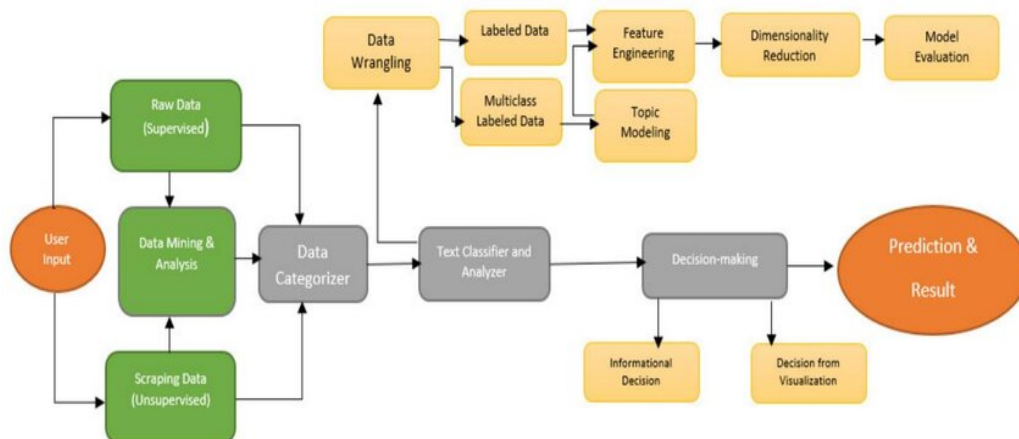 Data
Wrangling
Labeled Data
Feature
Engineering
Dimensionality
Reduction
Model
Evaluation
Multiclass
Labeled Data
Topic
Modeling
Raw Data
(Supervised)
User
Input
Data Mining &
Analysis
Data
Categorizer
Text Classifier and
Analyzer
Decision-making
Prediction &
Result
Scraping Data
(Unsupervised)
Informational
Decision
Decision from
Visualization